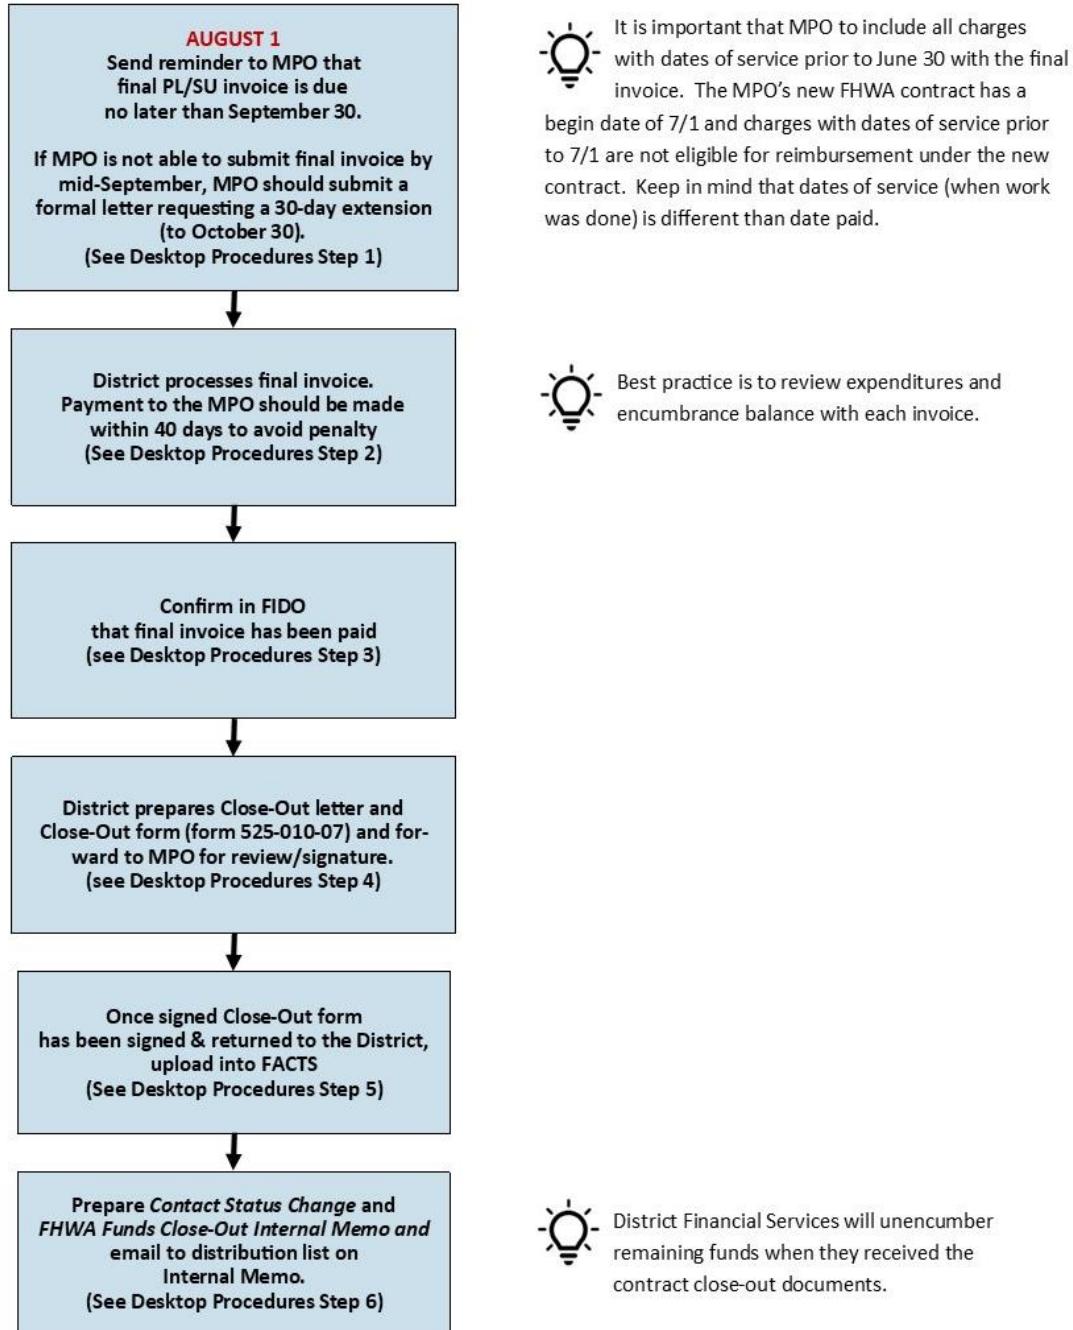 AUGUST 1
Send reminder to MPO that
final PL/SU invoice is due
no later than September 30.
If MPO is not able to submit final invoice by
mid-September, MPO should submit a
formal letter requesting a 30-day extension
(to October 30).
(See Desktop Procedures Step 1)
It is important that MPO to include all charges
with dates of service prior to June 30 with the final
invoice. The MPO's new FHWA contract has a
begin date of 7/1 and charges with dates of service prior
to 7/1 are not eligible for reimbursement under the new
contract. Keep in mind that dates of service (when work
was done) is different than date paid.
District processes final invoice.
Payment to the MPO should be made
within 40 days to avoid penalty
(See Desktop Procedures Step 2)
Best practice is to review expenditures and
encumbrance balance with each invoice.
Confirm in FIDO
that final invoice has been paid
(see Desktop Procedures Step 3)
District prepares Close-Out letter and
Close-Out form (form 525-010-07) and for-
ward to MPO for review/signature.
(see Desktop Procedures Step 4)
Once signed Close-Out form
has been signed & returned to the District,
upload into FACTS
(See Desktop Procedures Step 5)
Prepare Contact Status Change and
FHWA Funds Close-Out Internal Memo and
email to distribution list on
Internal Memo.
(See Desktop Procedures Step 6)
District Financial Services will unencumber
remaining funds when they received the
contract close-out documents.